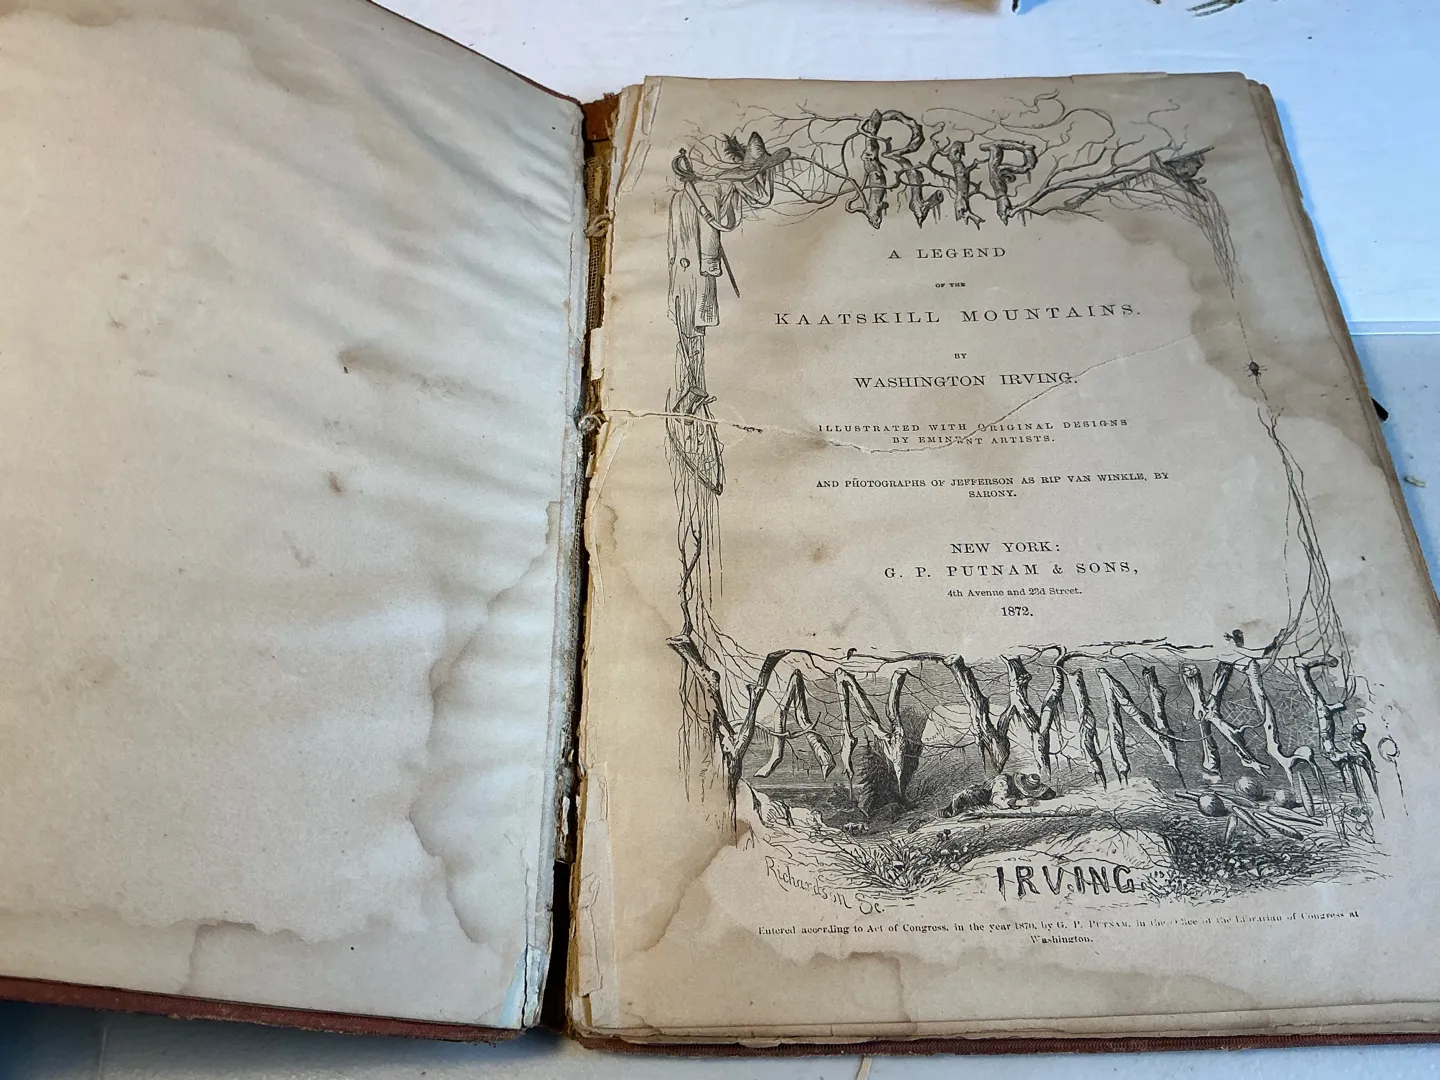 RIP
A LEGEND
OF THE
KAATSKILL MOUNTAINS.
BY
WASHINGTON IRVING.
ILLUSTRATED WITH ORIGINAL DESIGNS
BY EMINENT ARTISTS.
AND PHOTOGRAPHS OF JEFFERSON AS RIP VAN WINKLE, BY
SARONY.
NEW YORK:
G. P. PUTNAM & SONS,
4th Avenue and 23d Street.
1872.
VAN WINKLE.
IRVING
Richardson Sc.
Entered according to Act of Congress, in the year 1870, by G. P. PUTNAM, in the Office of the Librarian of Congress at
Washington.